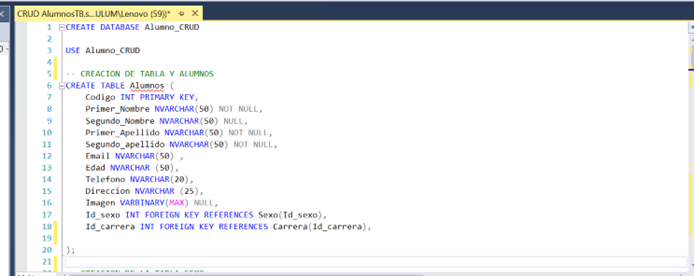 CRUD AlumnosTB.s...ULUM\Lenovo (59))*
1 CREATE DATABASE Alumno_CRUD
2
3 USE Alumno_CRUD
4
5 -- CREACION DE TABLA Y ALUMNOS
6 CREATE TABLE Alumnos (
7 Codigo INT PRIMARY KEY,
8 Primer_Nombre NVARCHAR(50) NOT NULL,
9 Segundo_Nombre NVARCHAR(50) NULL,
10 Primer_Apellido NVARCHAR(50) NOT NULL,
11 Segundo_apellido NVARCHAR(50) NOT NULL,
12 Email NVARCHAR(50) ,
13 Edad NVARCHAR (50),
14 Telefono NVARCHAR(20),
15 Direccion NVARCHAR (25),
16 Imagen VARBINARY(MAX) NULL,
17 Id_sexo INT FOREIGN KEY REFERENCES Sexo(Id_sexo),
18 Id_carrera INT FOREIGN KEY REFERENCES Carrera(Id_carrera),
19
20 );
21